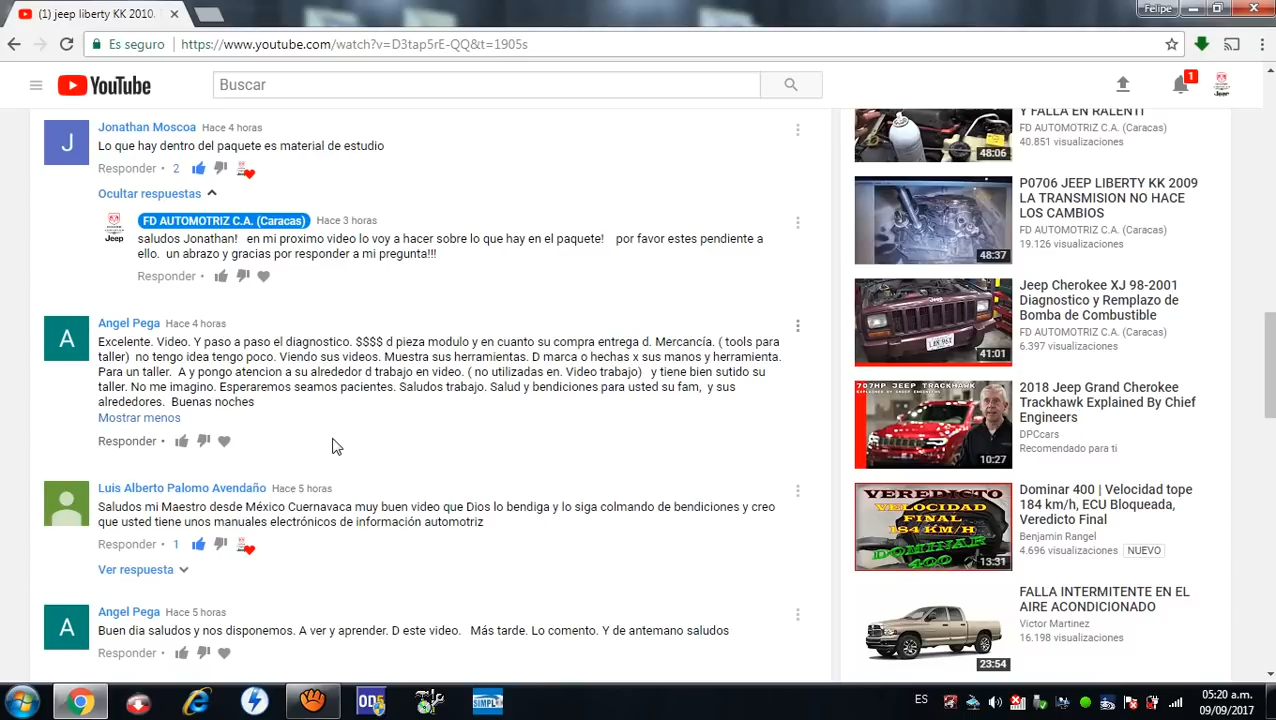 (1) jeep liberty KK 2010.
Felipe
Es seguro
https://www.youtube.com/watch?v=D3tap5rE-QQ&t=1905s
YouTube
Buscar
1
Jeep
J
Jonathan Moscoa Hace 4 horas
Lo que hay dentro del paquete es material de estudio
Responder • 2
Ocultar respuestas
Jeep
FD AUTOMOTRIZ C.A. (Caracas) Hace 3 horas
saludos Jonathan! en mi proximo video lo voy a hacer sobre lo que hay en el paquete! por favor estes pendiente a
ello. un abrazo y gracias por responder a mi pregunta!!!
Responder •
A
Angel Pega Hace 4 horas
Excelente. Video. Y paso a paso el diagnostico. $$$$ d pieza modulo y en cuanto su compra entrega d. Mercancía. ( tools para
taller) no tengo idea tengo poco. Viendo sus videos. Muestra sus herramientas. D marca o hechas x sus manos y herramienta.
Para un taller. A y pongo atencion a su alrededor d trabajo en video. ( no utilizadas en. Video trabajo) y tiene bien sutido su
taller. No me imagino. Esperaremos seamos pacientes. Saludos trabajo. Salud y bendiciones para usted su fam, y sus
alrededores. Hoy no
Mostrar menos
Responder •
Luis Alberto Palomo Avendaño Hace 5 horas
Saludos mi Maestro desde México Cuernavaca muy buen video que Dios lo bendiga y lo siga colmando de bendiciones y creo
que usted tiene unos manuales electrónicos de información automotriz
Responder • 1
Ver respuesta
A
Angel Pega Hace 5 horas
Buen dia saludos y nos disponemos. A ver y aprender. D este video. Más tarde. Lo comento. Y de antemano saludos
Responder •
Y FALLA EN RALENTI
FD AUTOMOTRIZ C.A. (Caracas)
40.851 visualizaciones
48:06
P0706 JEEP LIBERTY KK 2009
LA TRANSMISION NO HACE
LOS CAMBIOS
FD AUTOMOTRIZ C.A. (Caracas)
19.126 visualizaciones
48:37
Jeep Cherokee XJ 98-2001
Diagnostico y Remplazo de
Bomba de Combustible
FD AUTOMOTRIZ C.A. (Caracas)
6.397 visualizaciones
41:01
707HP JEEP TRACKHAWK
2018 Jeep Grand Cherokee
Trackhawk Explained By Chief
Engineers
DPCcars
Recomendado para ti
10:27
VEREDICTO
VELOCIDAD
FINAL
184 KM/H
DOMINAR
400
13:31
Dominar 400 | Velocidad tope
184 km/h, ECU Bloqueada,
Veredicto Final
Benjamin Rangel
4.696 visualizaciones NUEVO
FALLA INTERMITENTE EN EL
AIRE ACONDICIONADO
Victor Martinez
16.198 visualizaciones
23:54
SIMPLE
ES
05:20 a.m.
09/09/2017